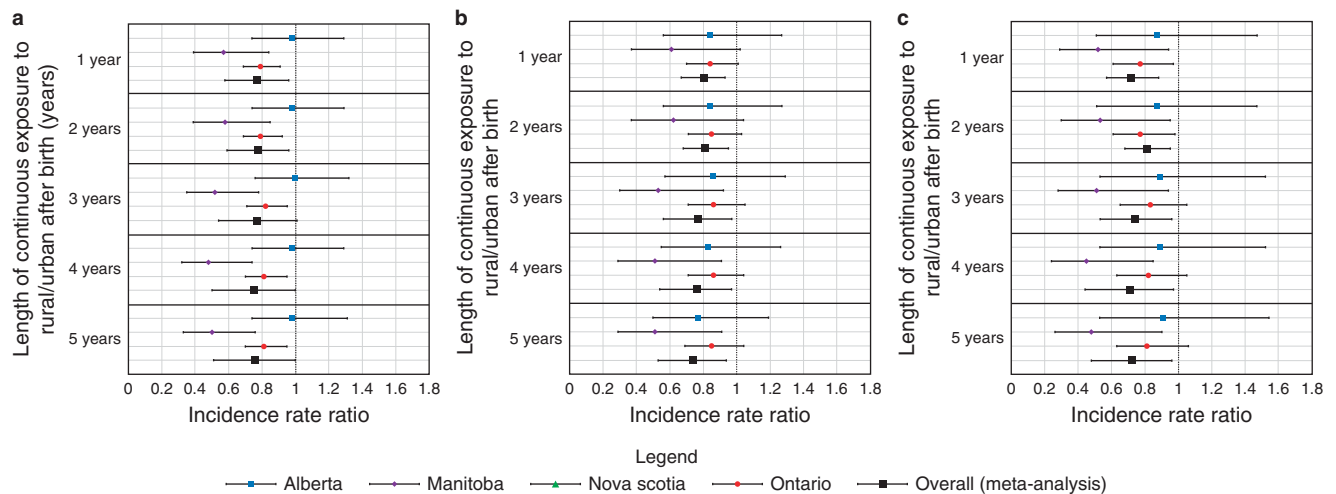 a
Length of continuous exposure to
rural/urban after birth (years)
1 year
2 years
3 years
4 years
5 years
0 0.2 0.4 0.6 0.8 1 1.2 1.4 1.6 1.8
Incidence rate ratio
b
Length of continuous exposure to
rural/urban after birth
1 year
2 years
3 years
4 years
5 years
0 0.2 0.4 0.6 0.8 1 1.2 1.4 1.6 1.8
Incidence rate ratio
c
Length of continuous exposure to
rural/urban after birth
1 year
2 years
3 years
4 years
5 years
0 0.2 0.4 0.6 0.8 1 1.2 1.4 1.6 1.8
Incidence rate ratio
Legend
Alberta Manitoba Nova scotia Ontario Overall (meta-analysis)